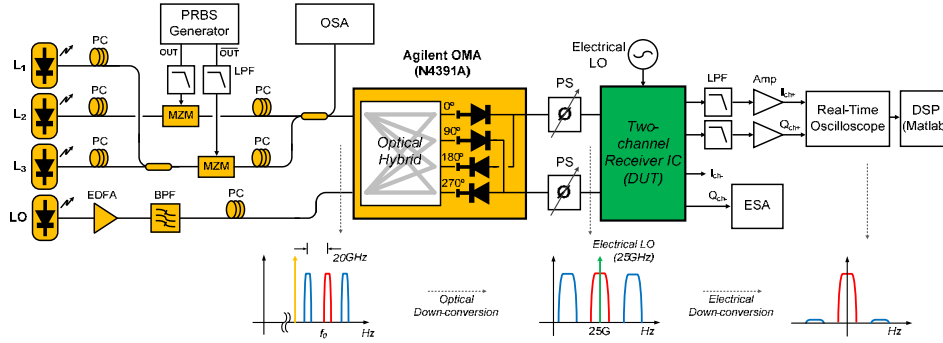 PRBS
Generator
OUT
OUT
LPF
OSA
Agilent OMA
(N4391A)
Electrical
LO
L1
PC
L2
PC
MZM
PC
L3
PC
MZM
PC
LO
EDFA
BPF
PC
Optical
Hybrid
0º
90º
180º
270º
PS
Ø
PS
Ø
Two-
channel
Receiver IC
(DUT)
LPF
Amp
Ich+
Qch+
Ich-
Qch-
Real-Time
Oscilloscope
DSP
(Matlab)
ESA
20GHz
f0
Hz
Optical
Down-conversion
Electrical LO
(25GHz)
25G
Hz
Electrical
Down-conversion
Hz